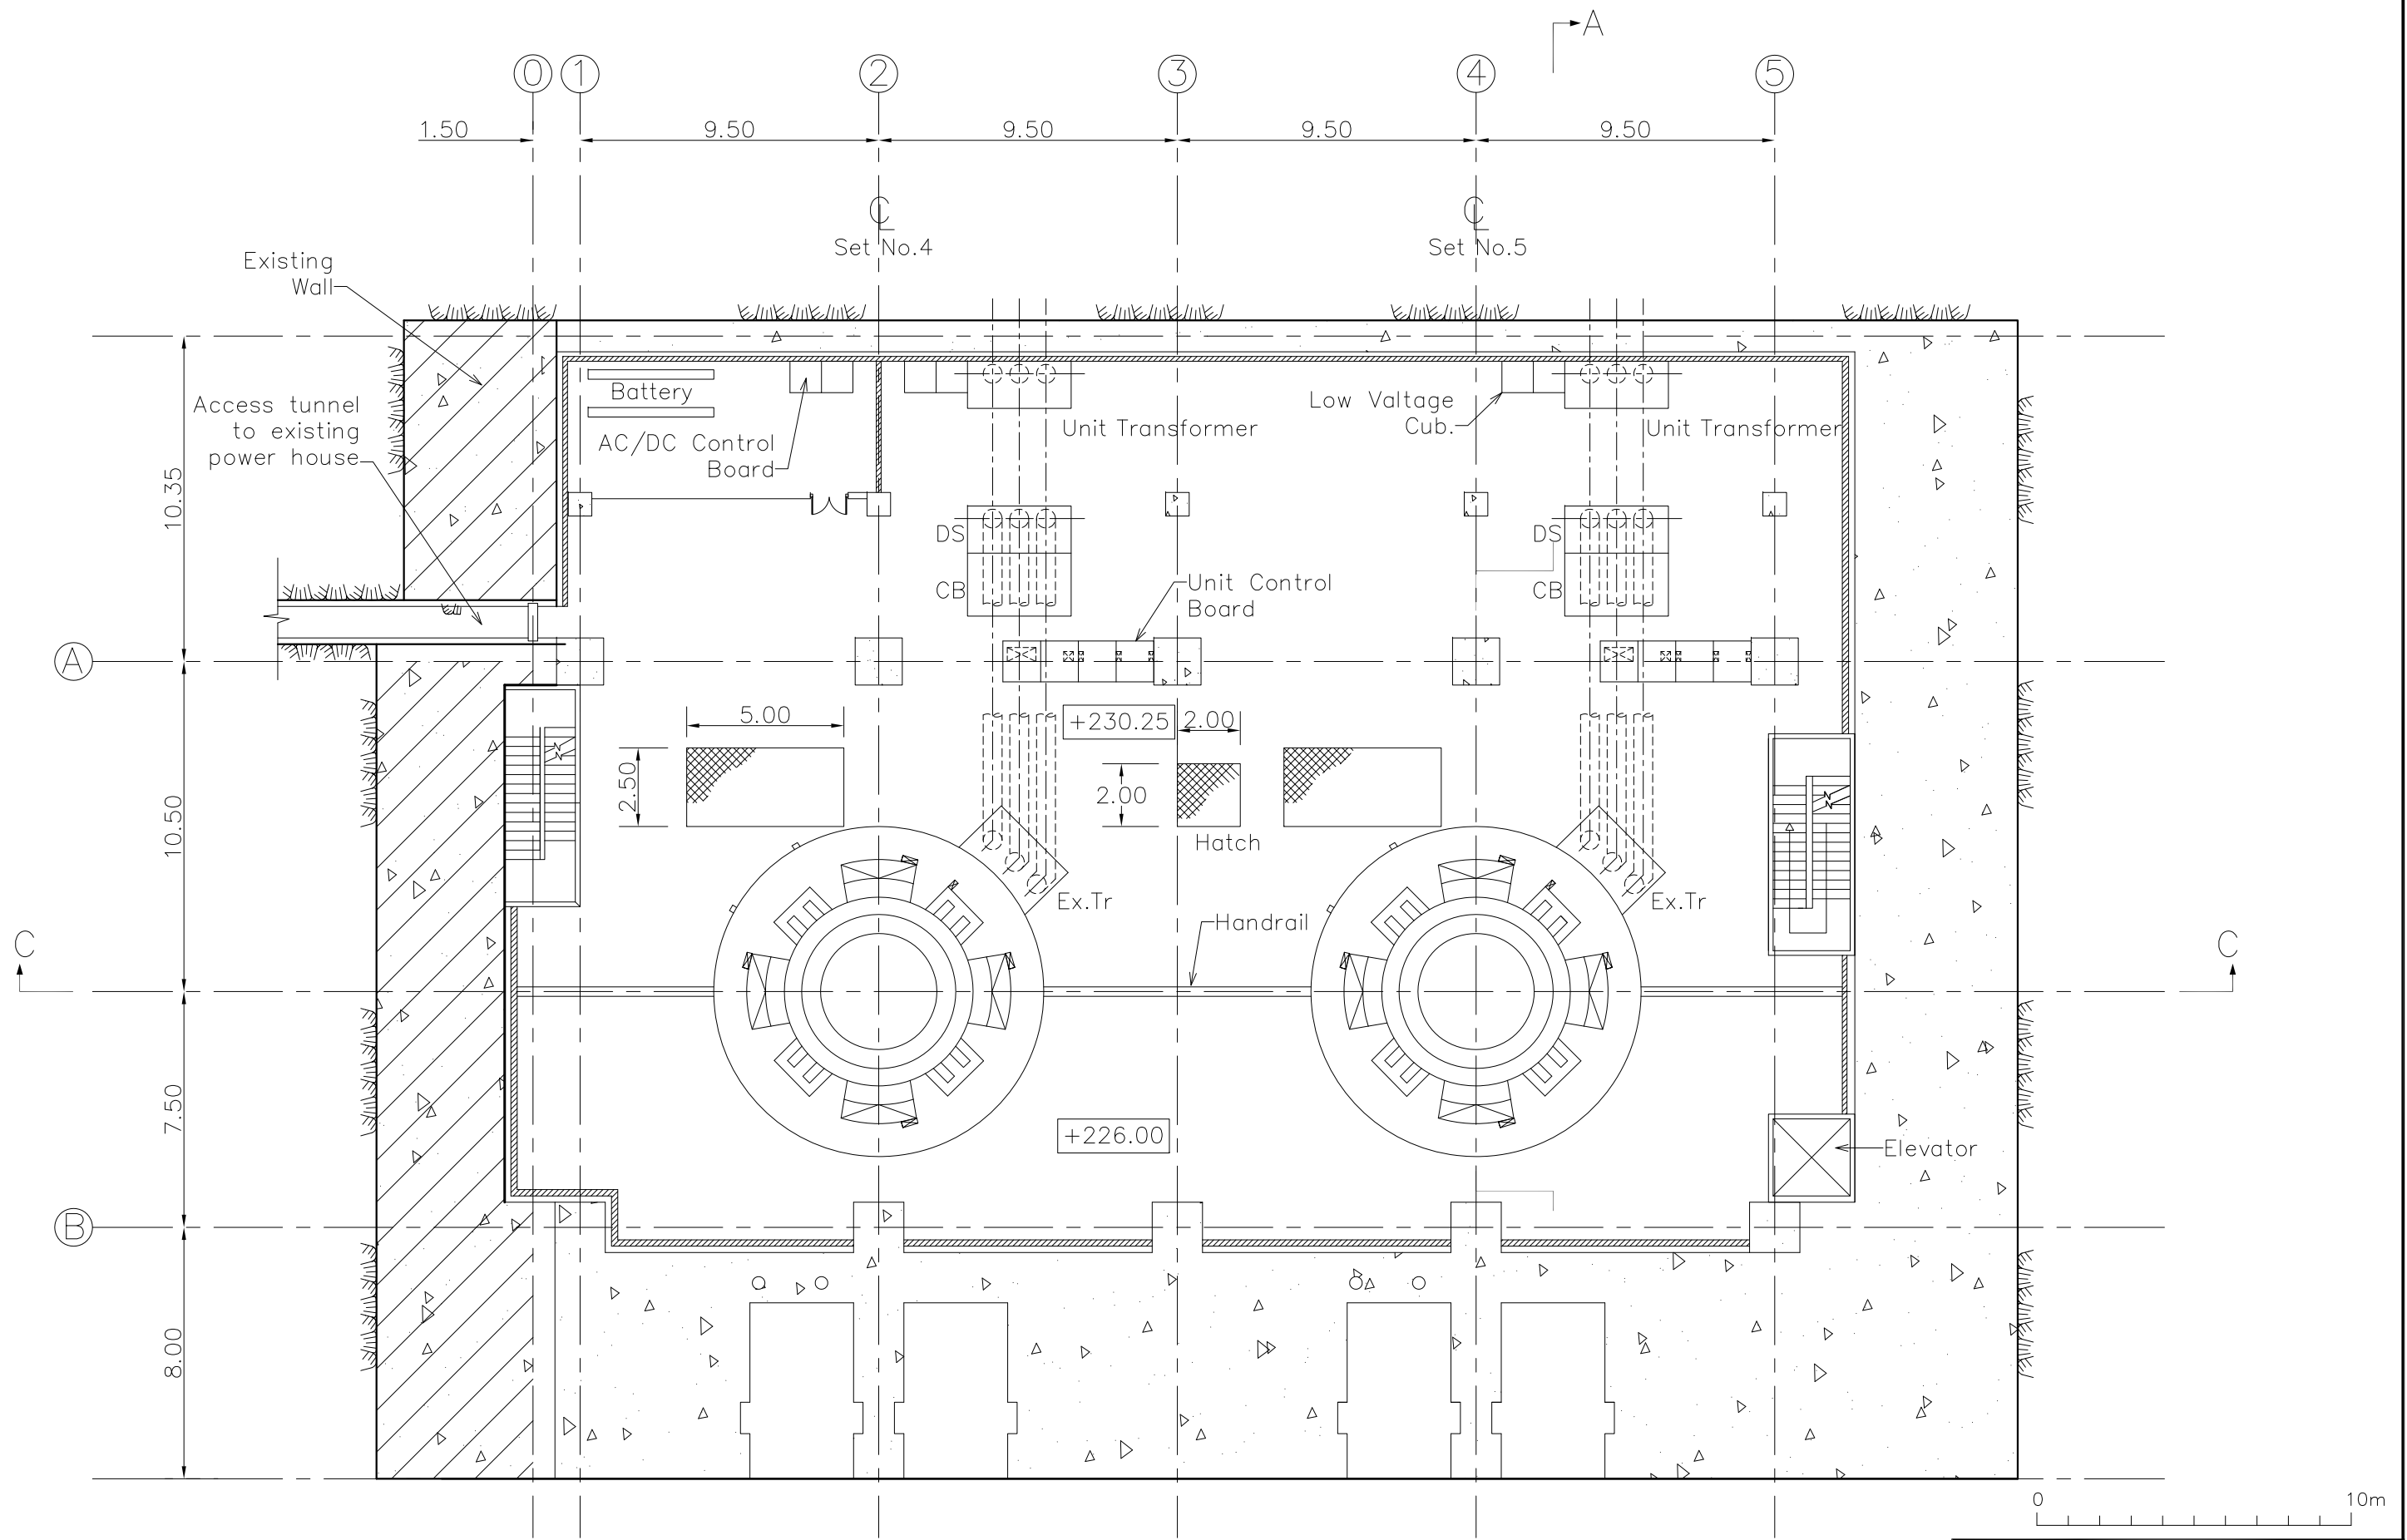 A
0 1 2 3 4 5
1.50 9.50 9.50 9.50 9.50
C̲L
Set No.4
CL
Set No.5
Existing
Wall
Access tunnel
to existing
power house
Battery
AC/DC Control
Board
Unit Transformer
Low Valtage
Cub.
Unit Transformer
10.35
DS
CB
DS
CB
Unit Control
Board
A
5.00
+230.25
2.00
2.50
2.00
10.50
Hatch
Ex.Tr
Ex.Tr
Handrail
C
C
7.50
+226.00
Elevator
B
8.00
0 10m